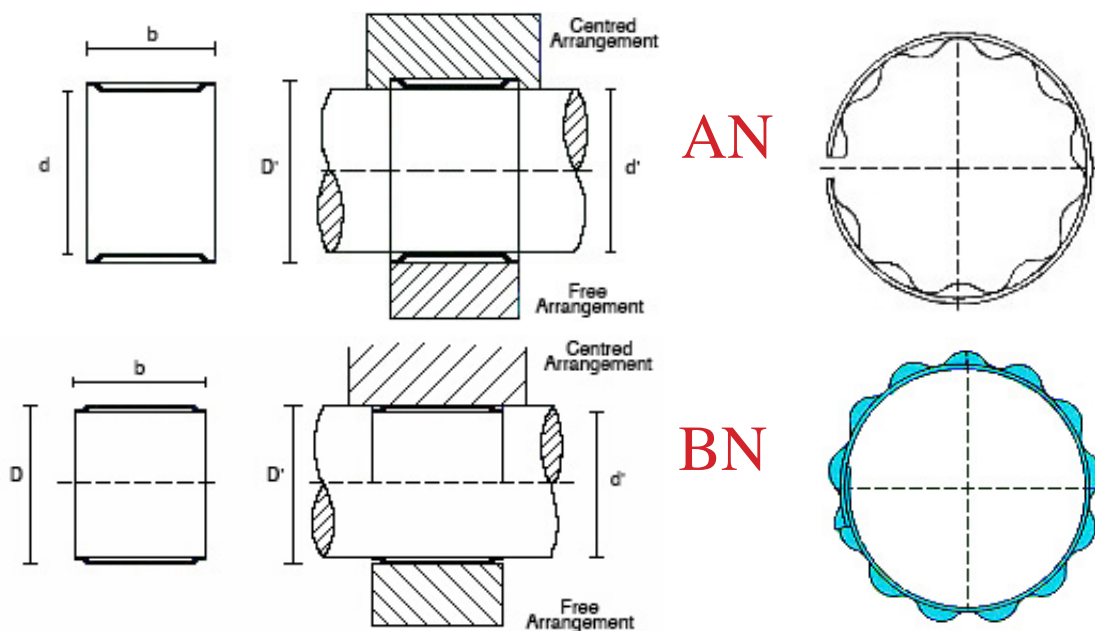 b
Centred
Arrangement
d
D'
d'
AN
Free
Arrangement
b
Centred
Arrangement
D
D'
d'
BN
Free
Arrangement